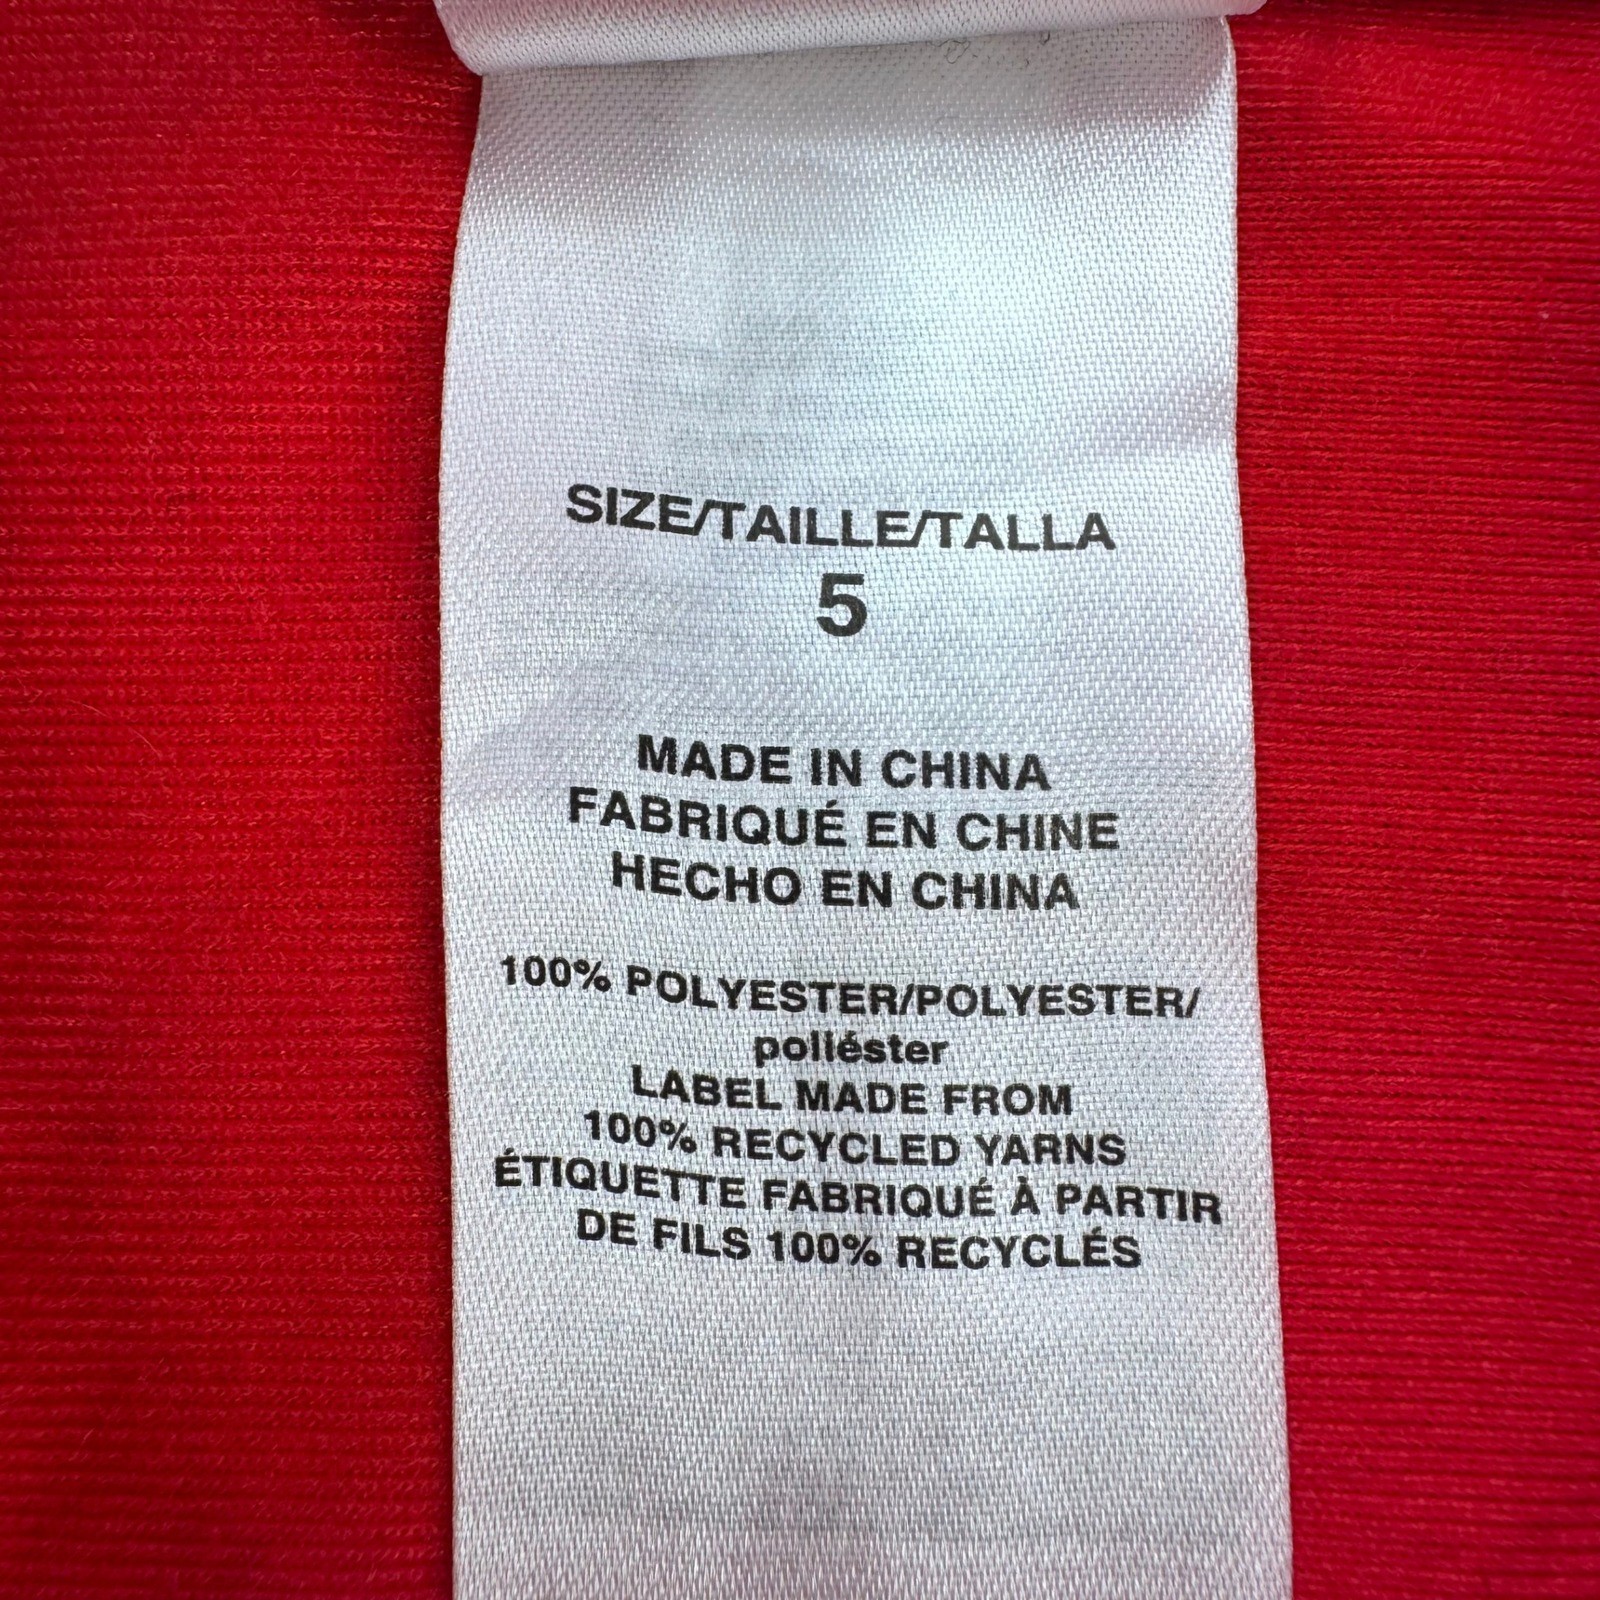 SIZE/TAILLE/TALLA
5
MADE IN CHINA
FABRIQUÉ EN CHINE
HECHO EN CHINA
100% POLYESTER/POLYESTER/
poliéster
LABEL MADE FROM
100% RECYCLED YARNS
ÉTIQUETTE FABRIQUÉ À PARTIR
DE FILS 100% RECYCLÉS